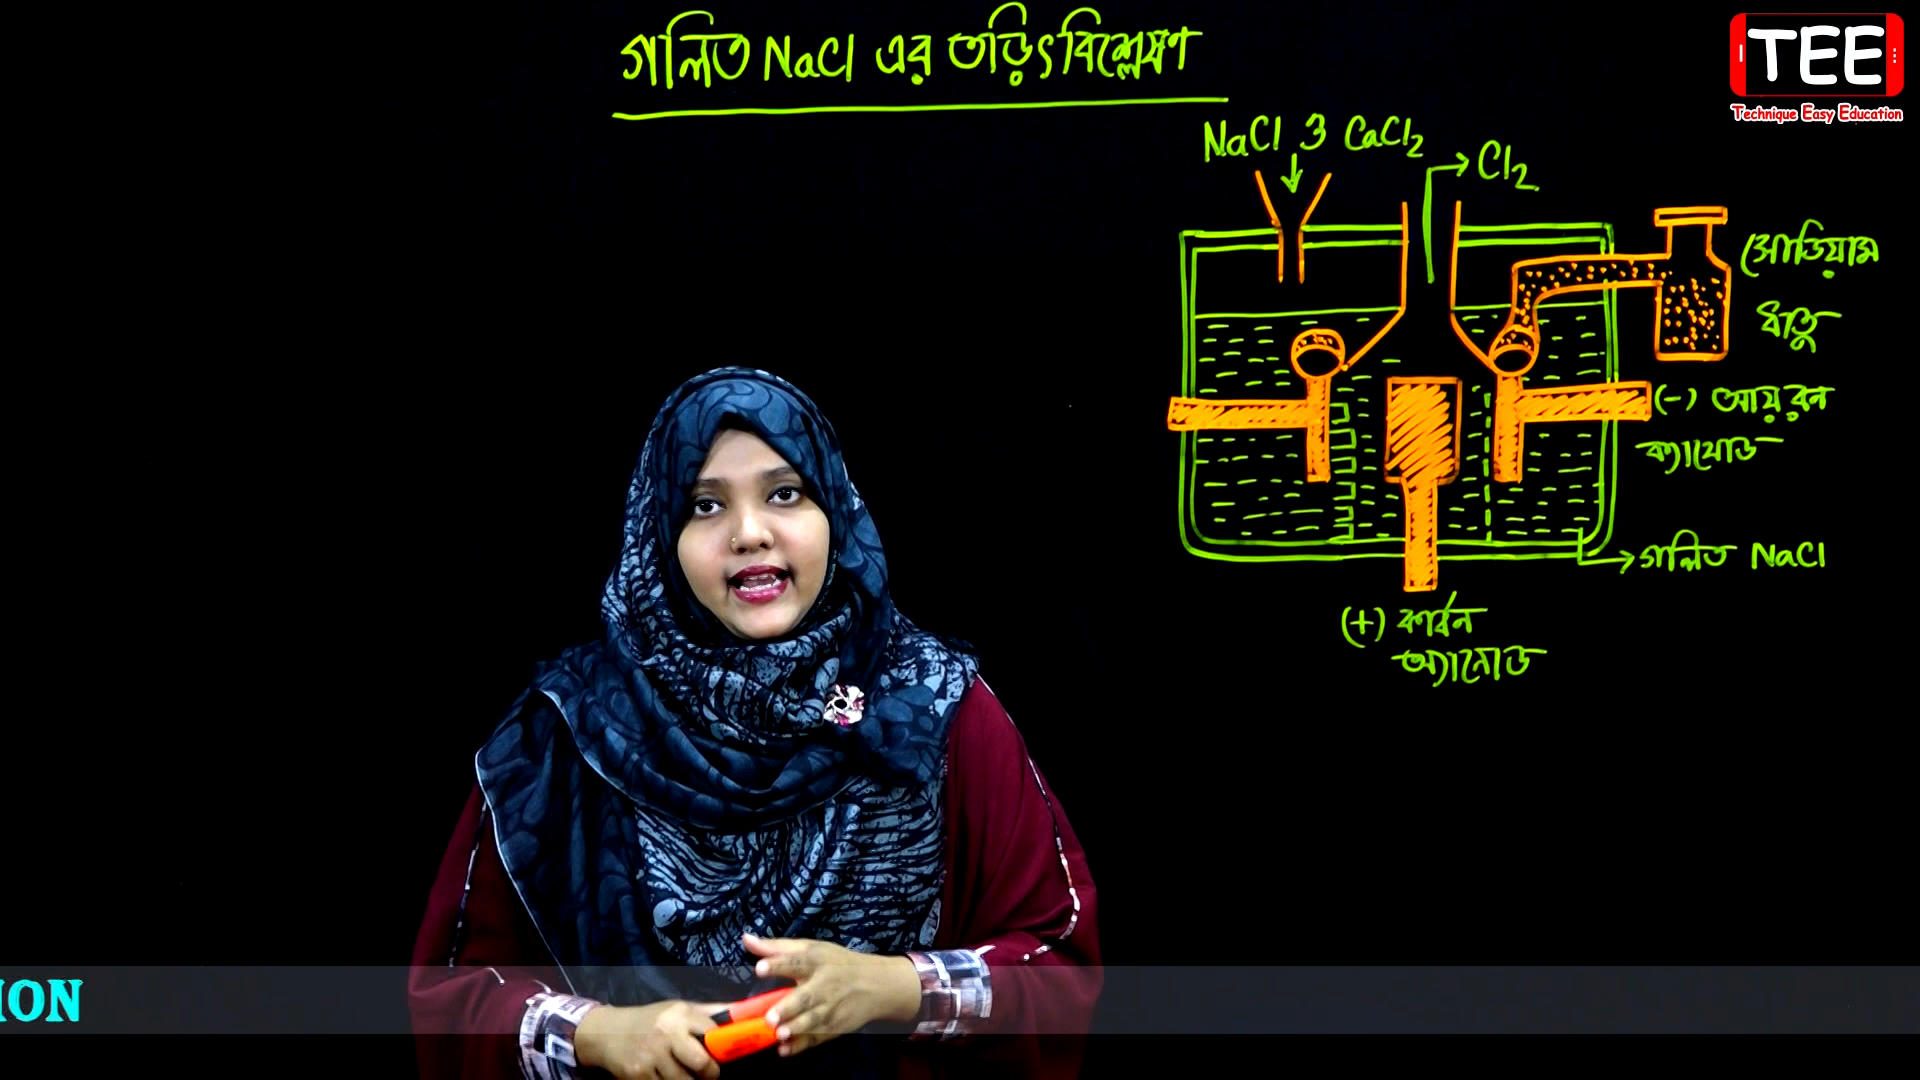 গলিত NaCl এর তড়িৎবিশ্লেষণ
TEE
Technique Easy Education
NaCl ও CaCl₂
Cl₂
সোডিয়াম
ধাতু
(-) আয়রন
ক্যাথোড
গলিত NaCl
(+) কার্বন
অ্যানোড
ION